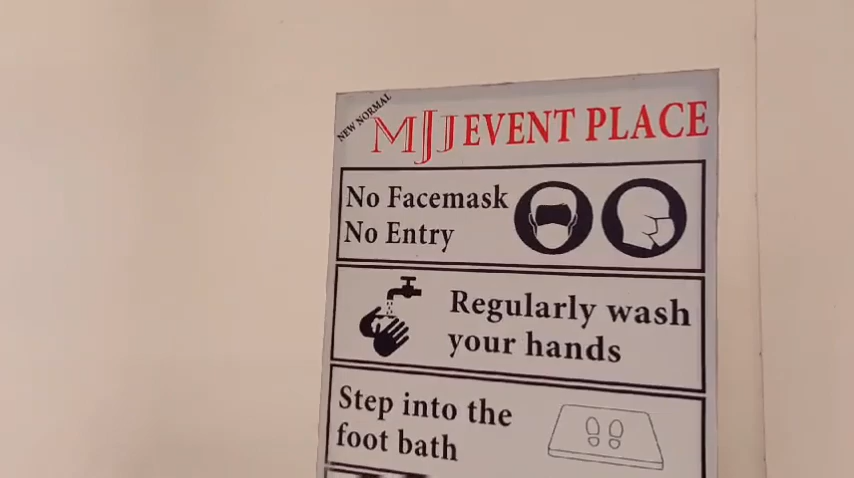 NEW NORMAL
MJJ EVENT PLACE
No Facemask
No Entry
Regularly wash
your hands
Step into the
foot bath